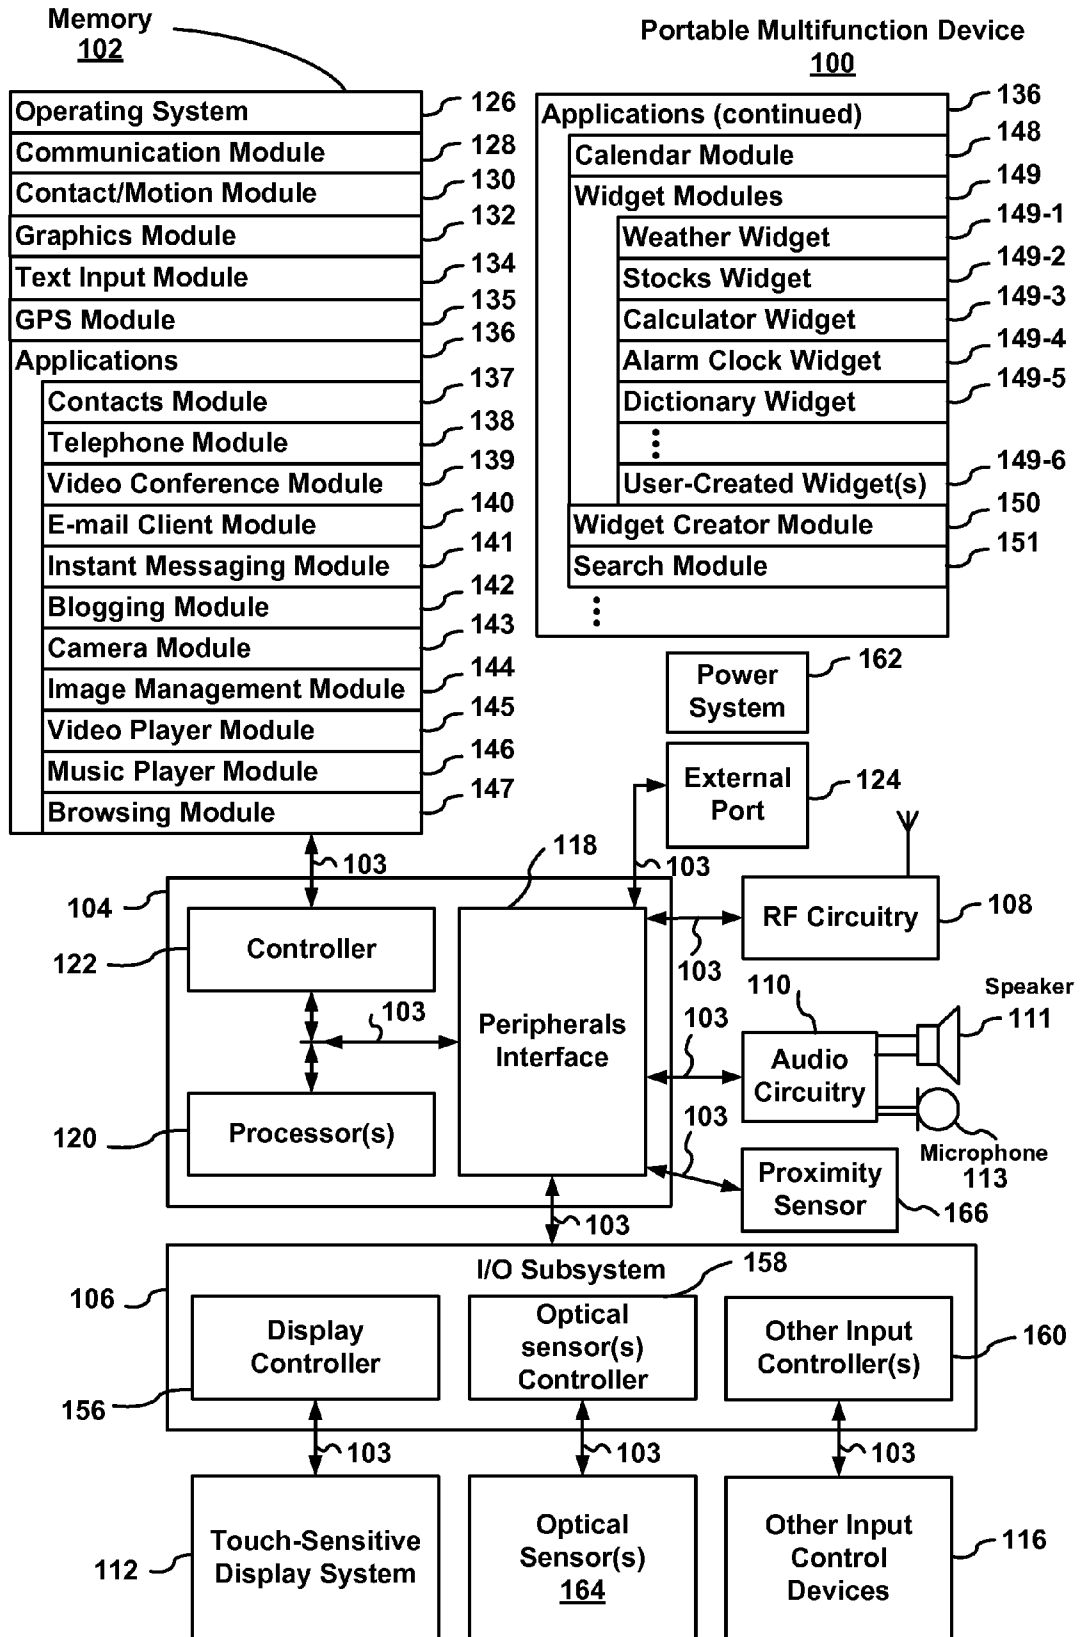 Memory
102
Portable Multifunction Device
100
Operating System 126
Communication Module 128
Contact/Motion Module 130
Graphics Module 132
Text Input Module 134
GPS Module 135
Applications 136
Contacts Module 137
Telephone Module 138
Video Conference Module 139
E-mail Client Module 140
Instant Messaging Module 141
Blogging Module 142
Camera Module 143
Image Management Module 144
Video Player Module 145
Music Player Module 146
Browsing Module 147
Applications (continued) 136
Calendar Module 148
Widget Modules 149
Weather Widget 149-1
Stocks Widget 149-2
Calculator Widget 149-3
Alarm Clock Widget 149-4
Dictionary Widget 149-5
User-Created Widget(s) 149-6
Widget Creator Module 150
Search Module 151
Power
System
162
External
Port
124
103
118
103
104
Controller
122
RF Circuitry
108
103
103
Peripherals
Interface
110
Speaker
111
103
Audio
Circuitry
Processor(s)
120
103
Microphone
113
Proximity
Sensor
166
103
I/O Subsystem
158
106
Display
Controller
156
Optical
sensor(s)
Controller
Other Input
Controller(s)
160
103
103
103
Touch-Sensitive
Display System
112
Optical
Sensor(s)
164
Other Input
Control
Devices
116